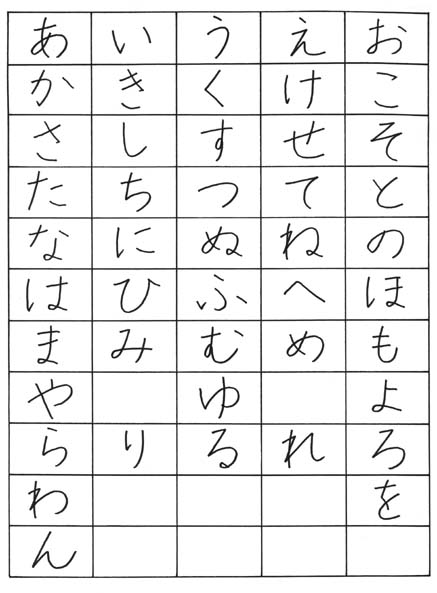 あ い う え お
か き く け こ
さ し す せ そ
た ち つ て と
な に ぬ ね の
は ひ ふ へ ほ
ま み む め も
や ゆ よ
ら り る れ ろ
わ を
ん